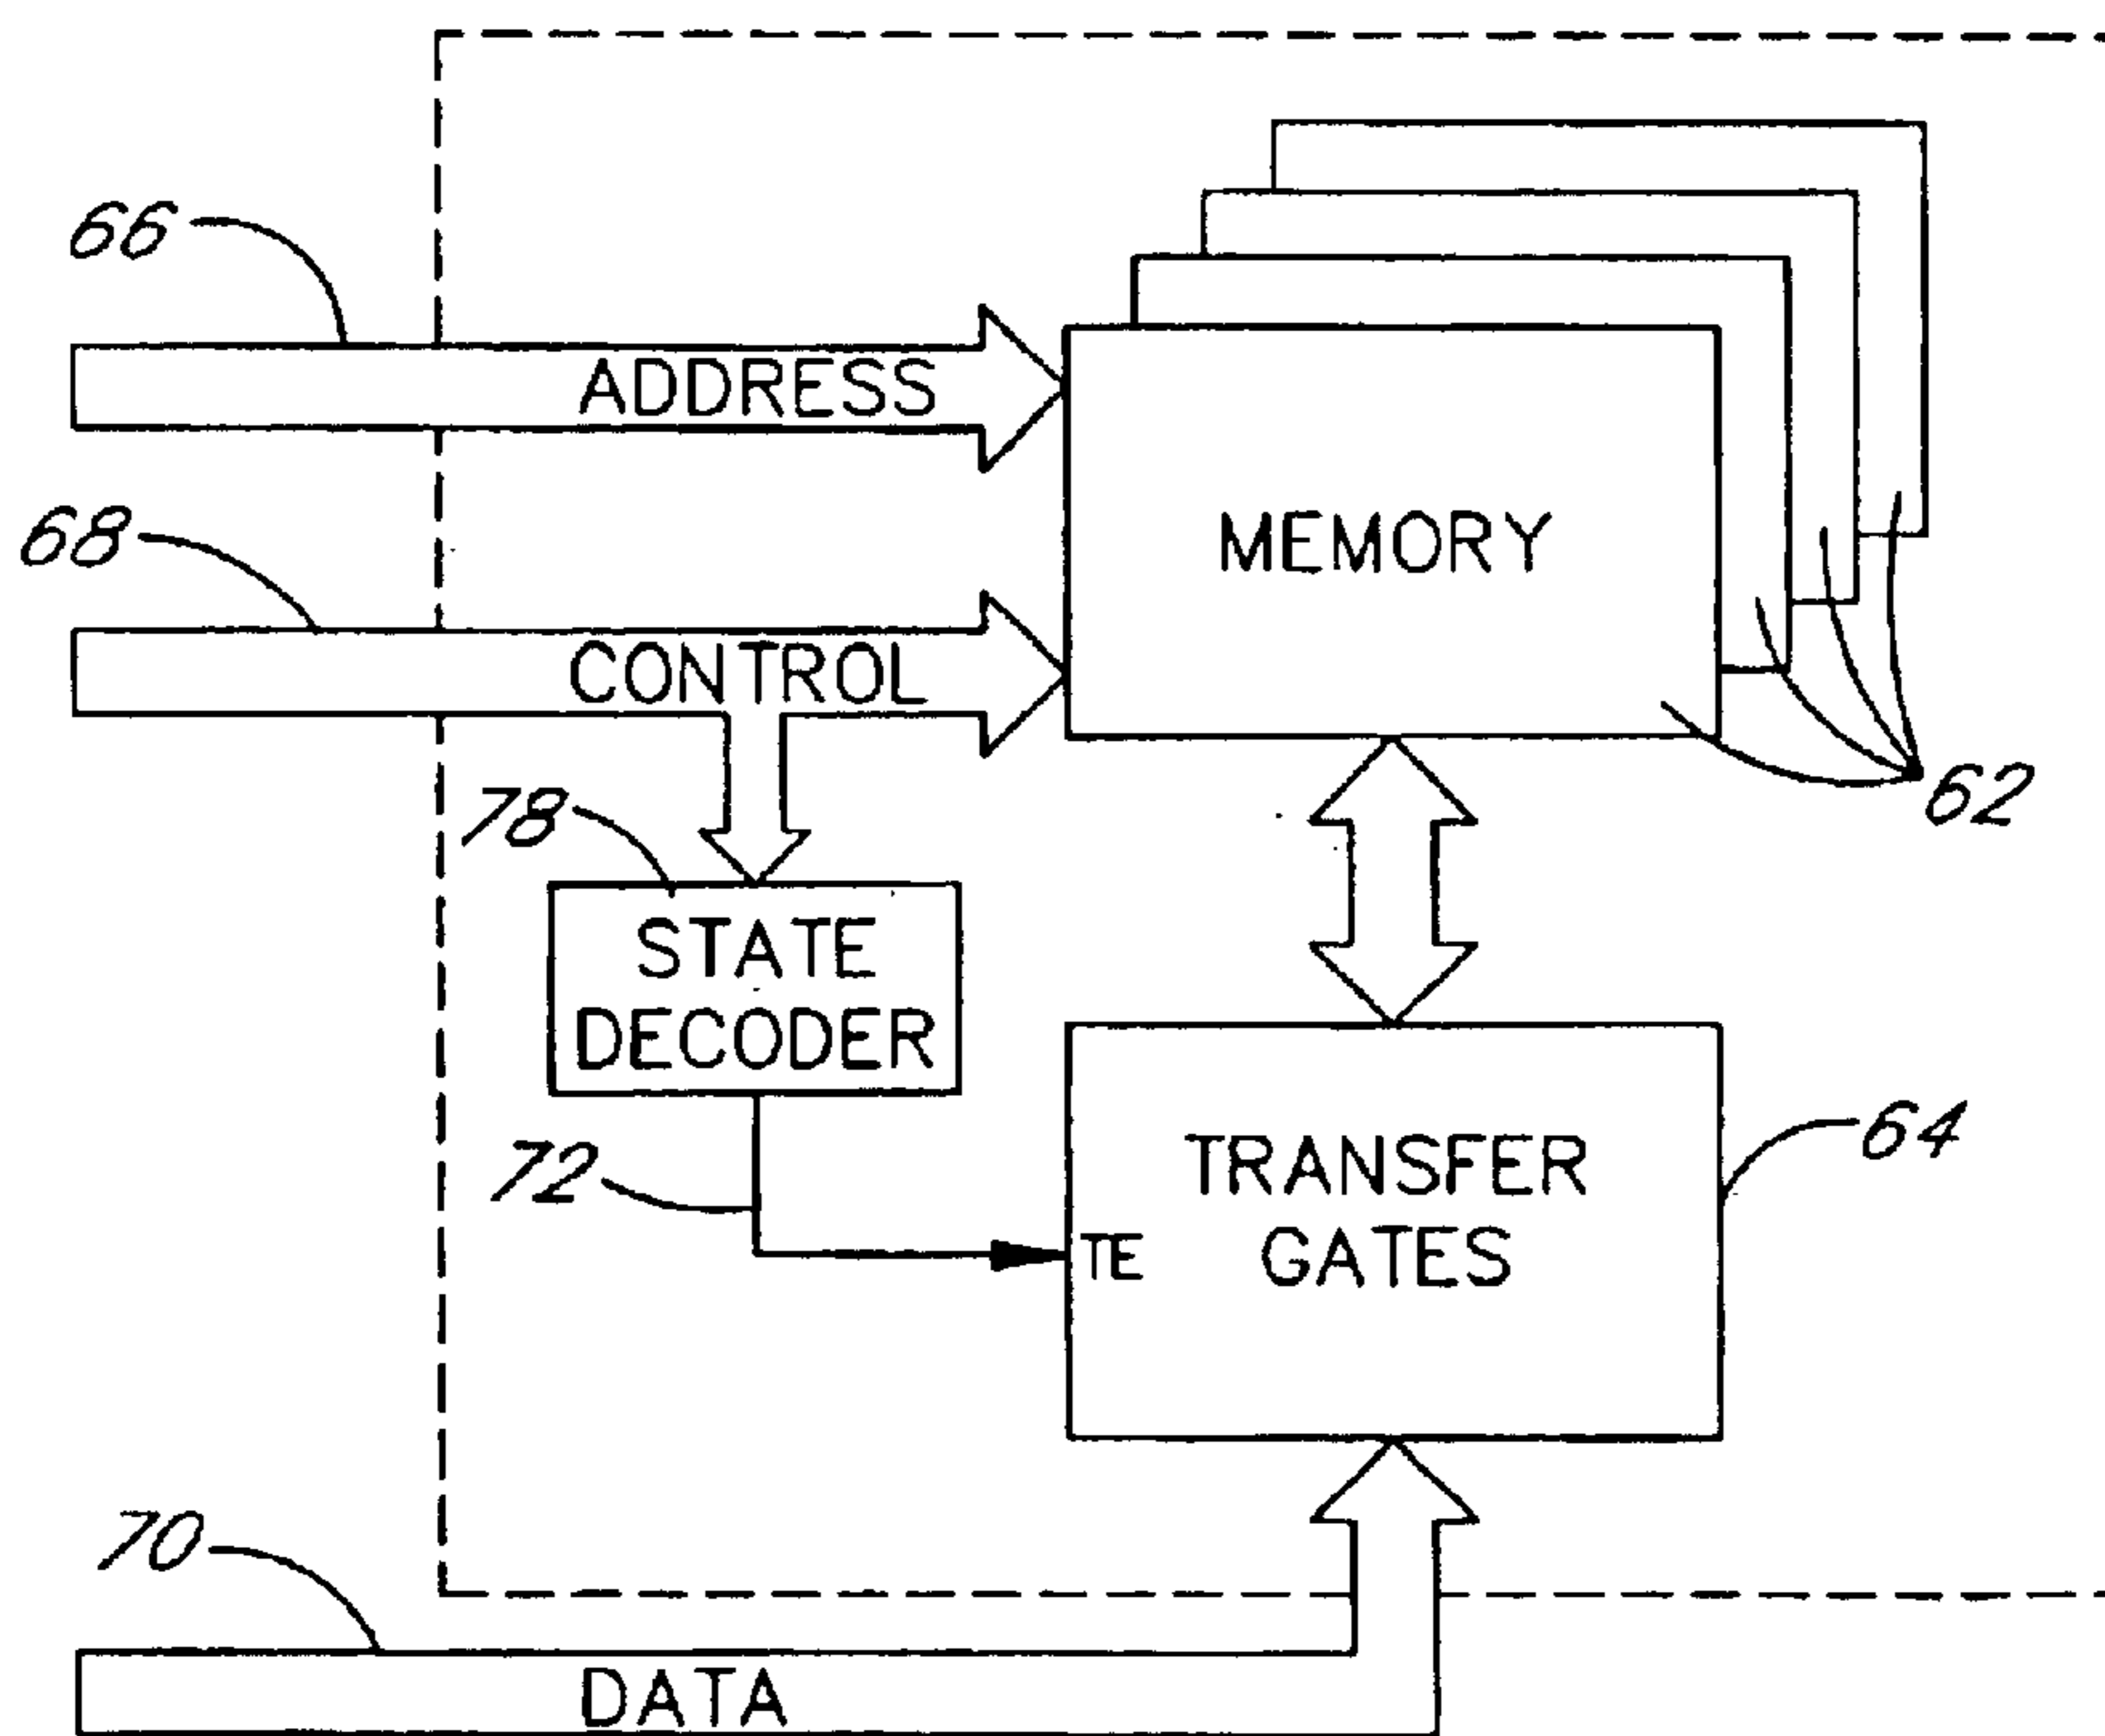 66
ADDRESS
68
CONTROL
MEMORY
62
78
STATE
DECODER
72
TE
TRANSFER
GATES
64
70
DATA